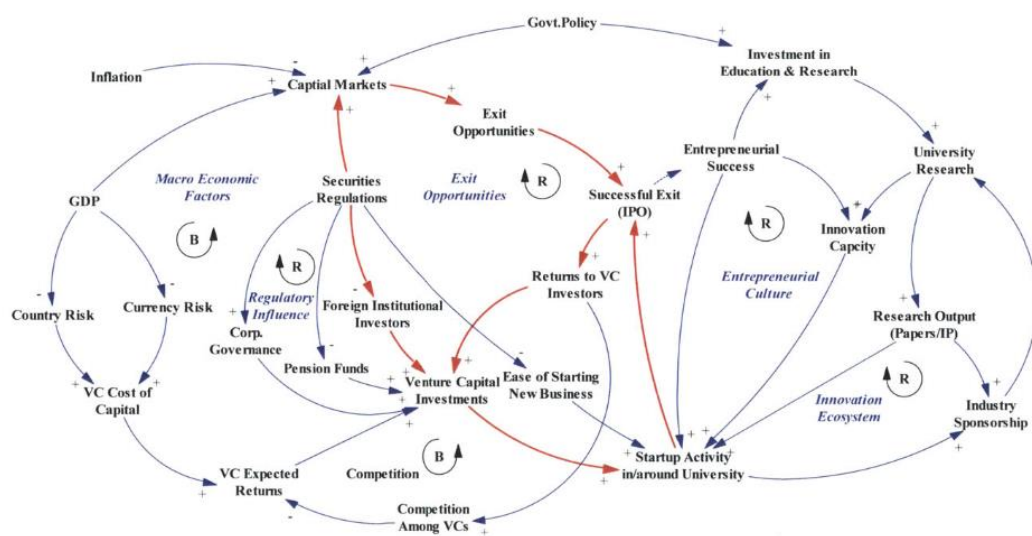 Govt.Policy
Inflation
Captial Markets
Investment in
Education & Research
Exit
Opportunities
Entrepreneurial
Success
University
Research
Macro Economic
Factors
Securities
Regulations
Exit
Opportunities
R
Successful Exit
(IPO)
GDP
B
R
Innovation
Capcity
R
Returns to VC
Investors
Entrepreneurial
Culture
Regulatory
Influence
Country Risk
Currency Risk
Foreign Institutional
Investors
Research Output
(Papers/IP)
Corp.
Governance
Pension Funds
Venture Capital
Investments
Ease of Starting
New Business
R
VC Cost of
Capital
Innovation
Ecosystem
Industry
Sponsorship
Competition
B
Startup Activity
in/around University
VC Expected
Returns
Competition
Among VCs